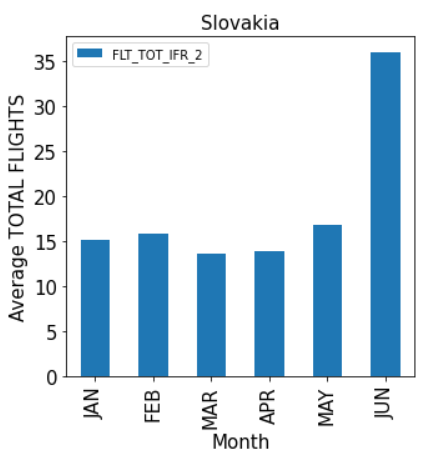 Slovakia
FLT_TOT_IFR_2
Average TOTAL FLIGHTS
35
30
25
20
15
10
5
0
JAN
FEB
MAR
APR
MAY
JUN
Month